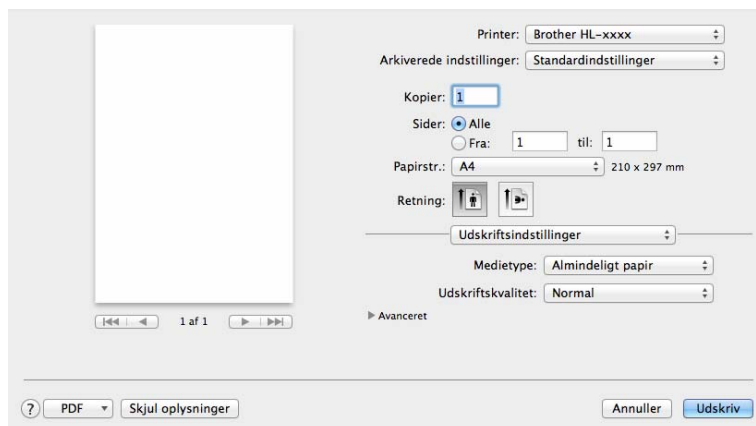 Printer: Brother HL-xxxx
Arkiverede indstillinger: Standardindstillinger
Kopier: 1
Sider: Alle
Fra: 1 til: 1
Papirstr.: A4 210 x 297 mm
Retning:
Udskriftsindstillinger
Medietype: Almindeligt papir
Udskriftskvalitet: Normal
Avanceret
1 af 1
? PDF Skjul oplysninger Annuller Udskriv